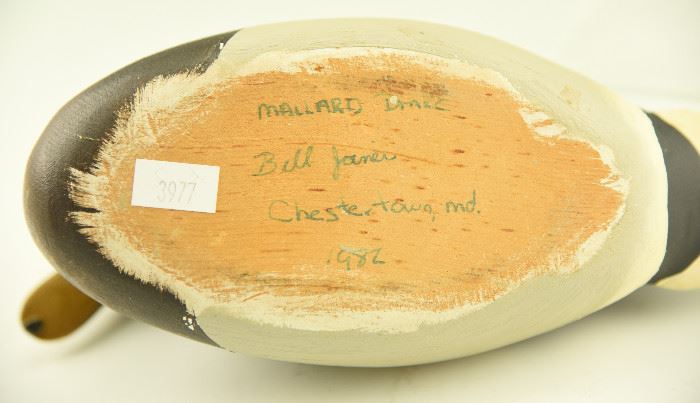 MALLARD DRAKE
Bill Jones
Chestertown, Md.
1982
3977